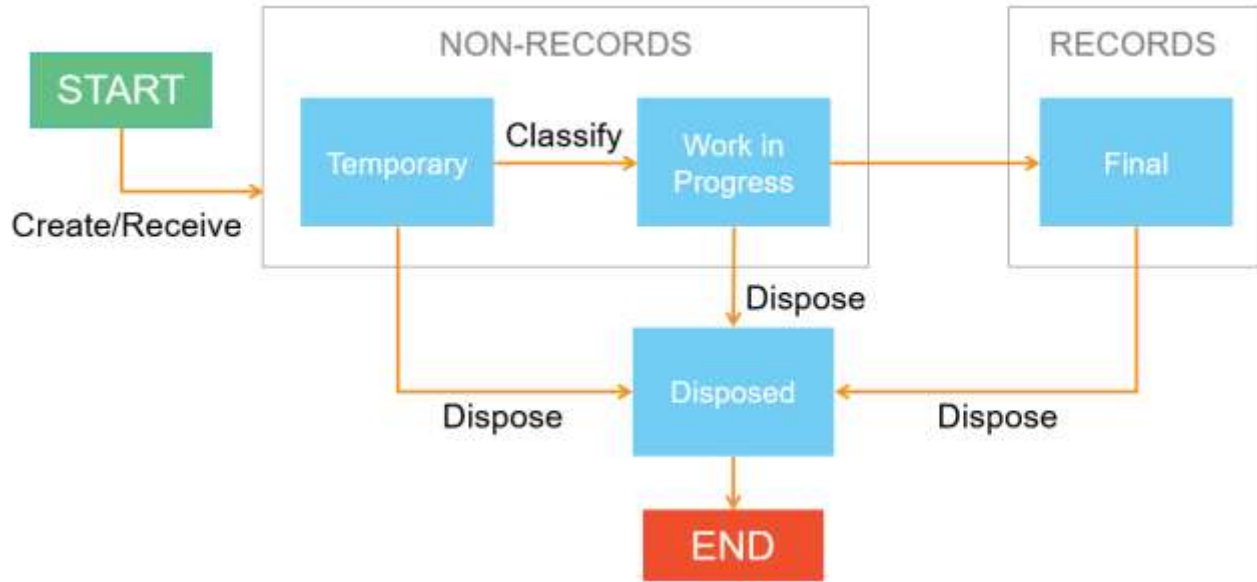 NON-RECORDS
RECORDS
START
Temporary
Classify
Work in
Progress
Final
Create/Receive
Dispose
Disposed
Dispose
Dispose
END